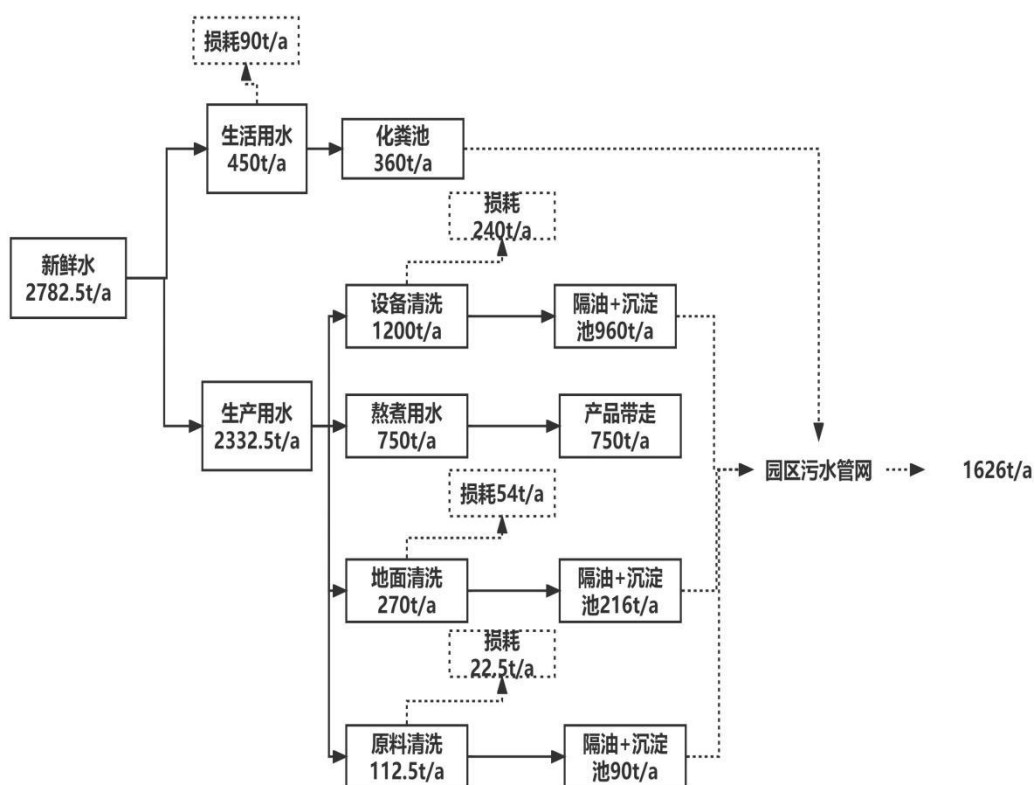 损耗90t/a
生活用水
450t/a
化粪池
360t/a
损耗
240t/a
新鲜水
2782.5t/a
设备清洗
1200t/a
隔油+沉淀
池960t/a
生产用水
2332.5t/a
熬煮用水
750t/a
产品带走
750t/a
园区污水管网
1626t/a
损耗54t/a
地面清洗
270t/a
隔油+沉淀
池216t/a
损耗
22.5t/a
原料清洗
112.5t/a
隔油+沉淀
池90t/a